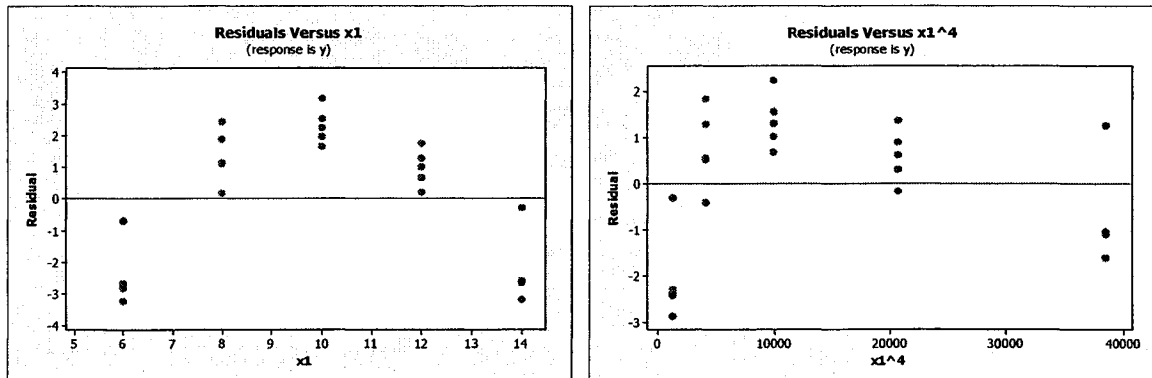 Residuals Versus x1
(response is y)
4
3
2
1
0
-1
-2
-3
-4
Residual
5 6 7 8 9 10 11 12 13 14
x1
Residuals Versus x1^4
(response is y)
2
1
0
-1
-2
-3
Residual
0 10000 20000 30000 40000
x1^4